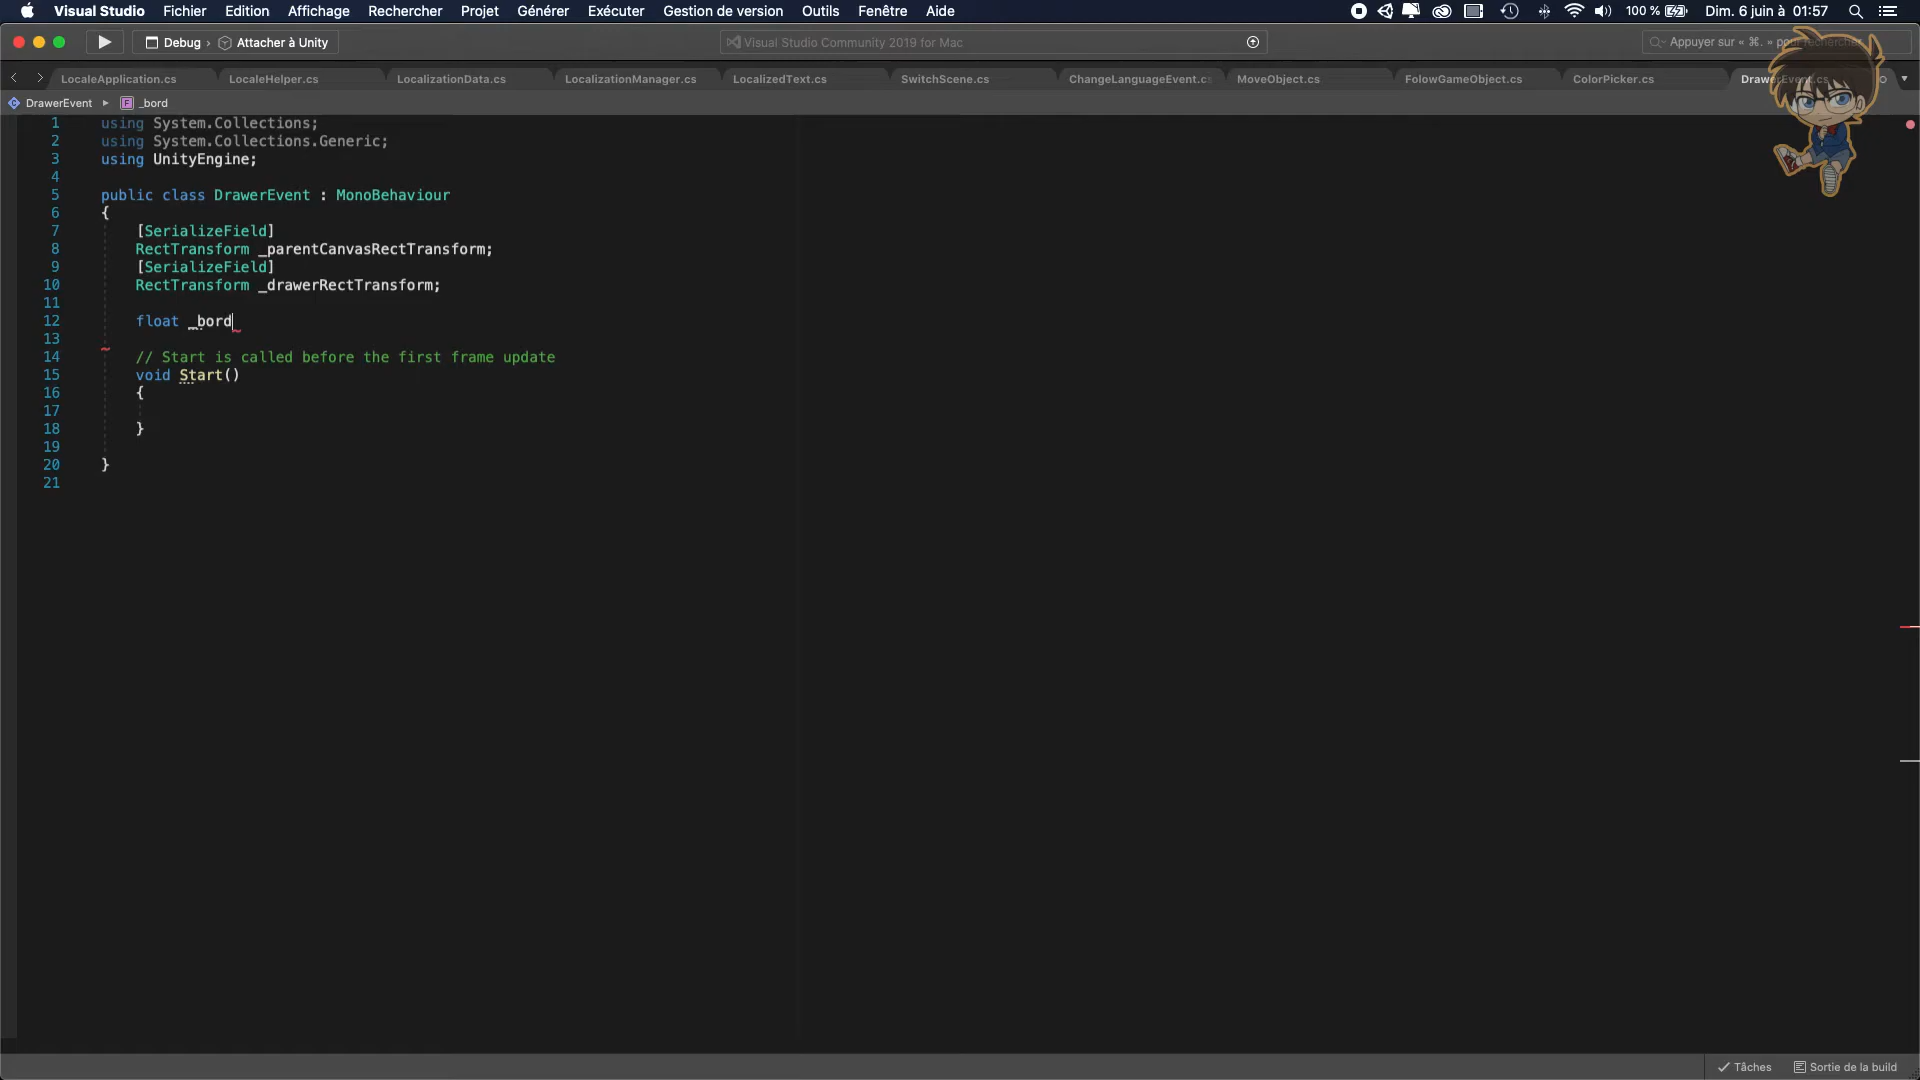 Visual Studio Fichier Edition Affichage Rechercher Projet Générer Exécuter Gestion de version Outils Fenêtre Aide 100 % Dim. 6 juin à 01:57
Debug › Attacher à Unity Visual Studio Community 2019 for Mac Appuyer sur « ⌘. » pour rechercher
LocaleApplication.cs LocaleHelper.cs LocalizationData.cs LocalizationManager.cs LocalizedText.cs SwitchScene.cs ChangeLanguageEvent.cs MoveObject.cs FolowGameObject.cs ColorPicker.cs DrawerEvent.cs
DrawerEvent ▸ _bord
1 using System.Collections;
2 using System.Collections.Generic;
3 using UnityEngine;
4
5 public class DrawerEvent : MonoBehaviour
6 {
7 [SerializeField]
8 RectTransform _parentCanvasRectTransform;
9 [SerializeField]
10 RectTransform _drawerRectTransform;
11
12 float _bord
13
14 // Start is called before the first frame update
15 void Start()
16 {
17
18 }
19
20 }
21
Tâches Sortie de la build